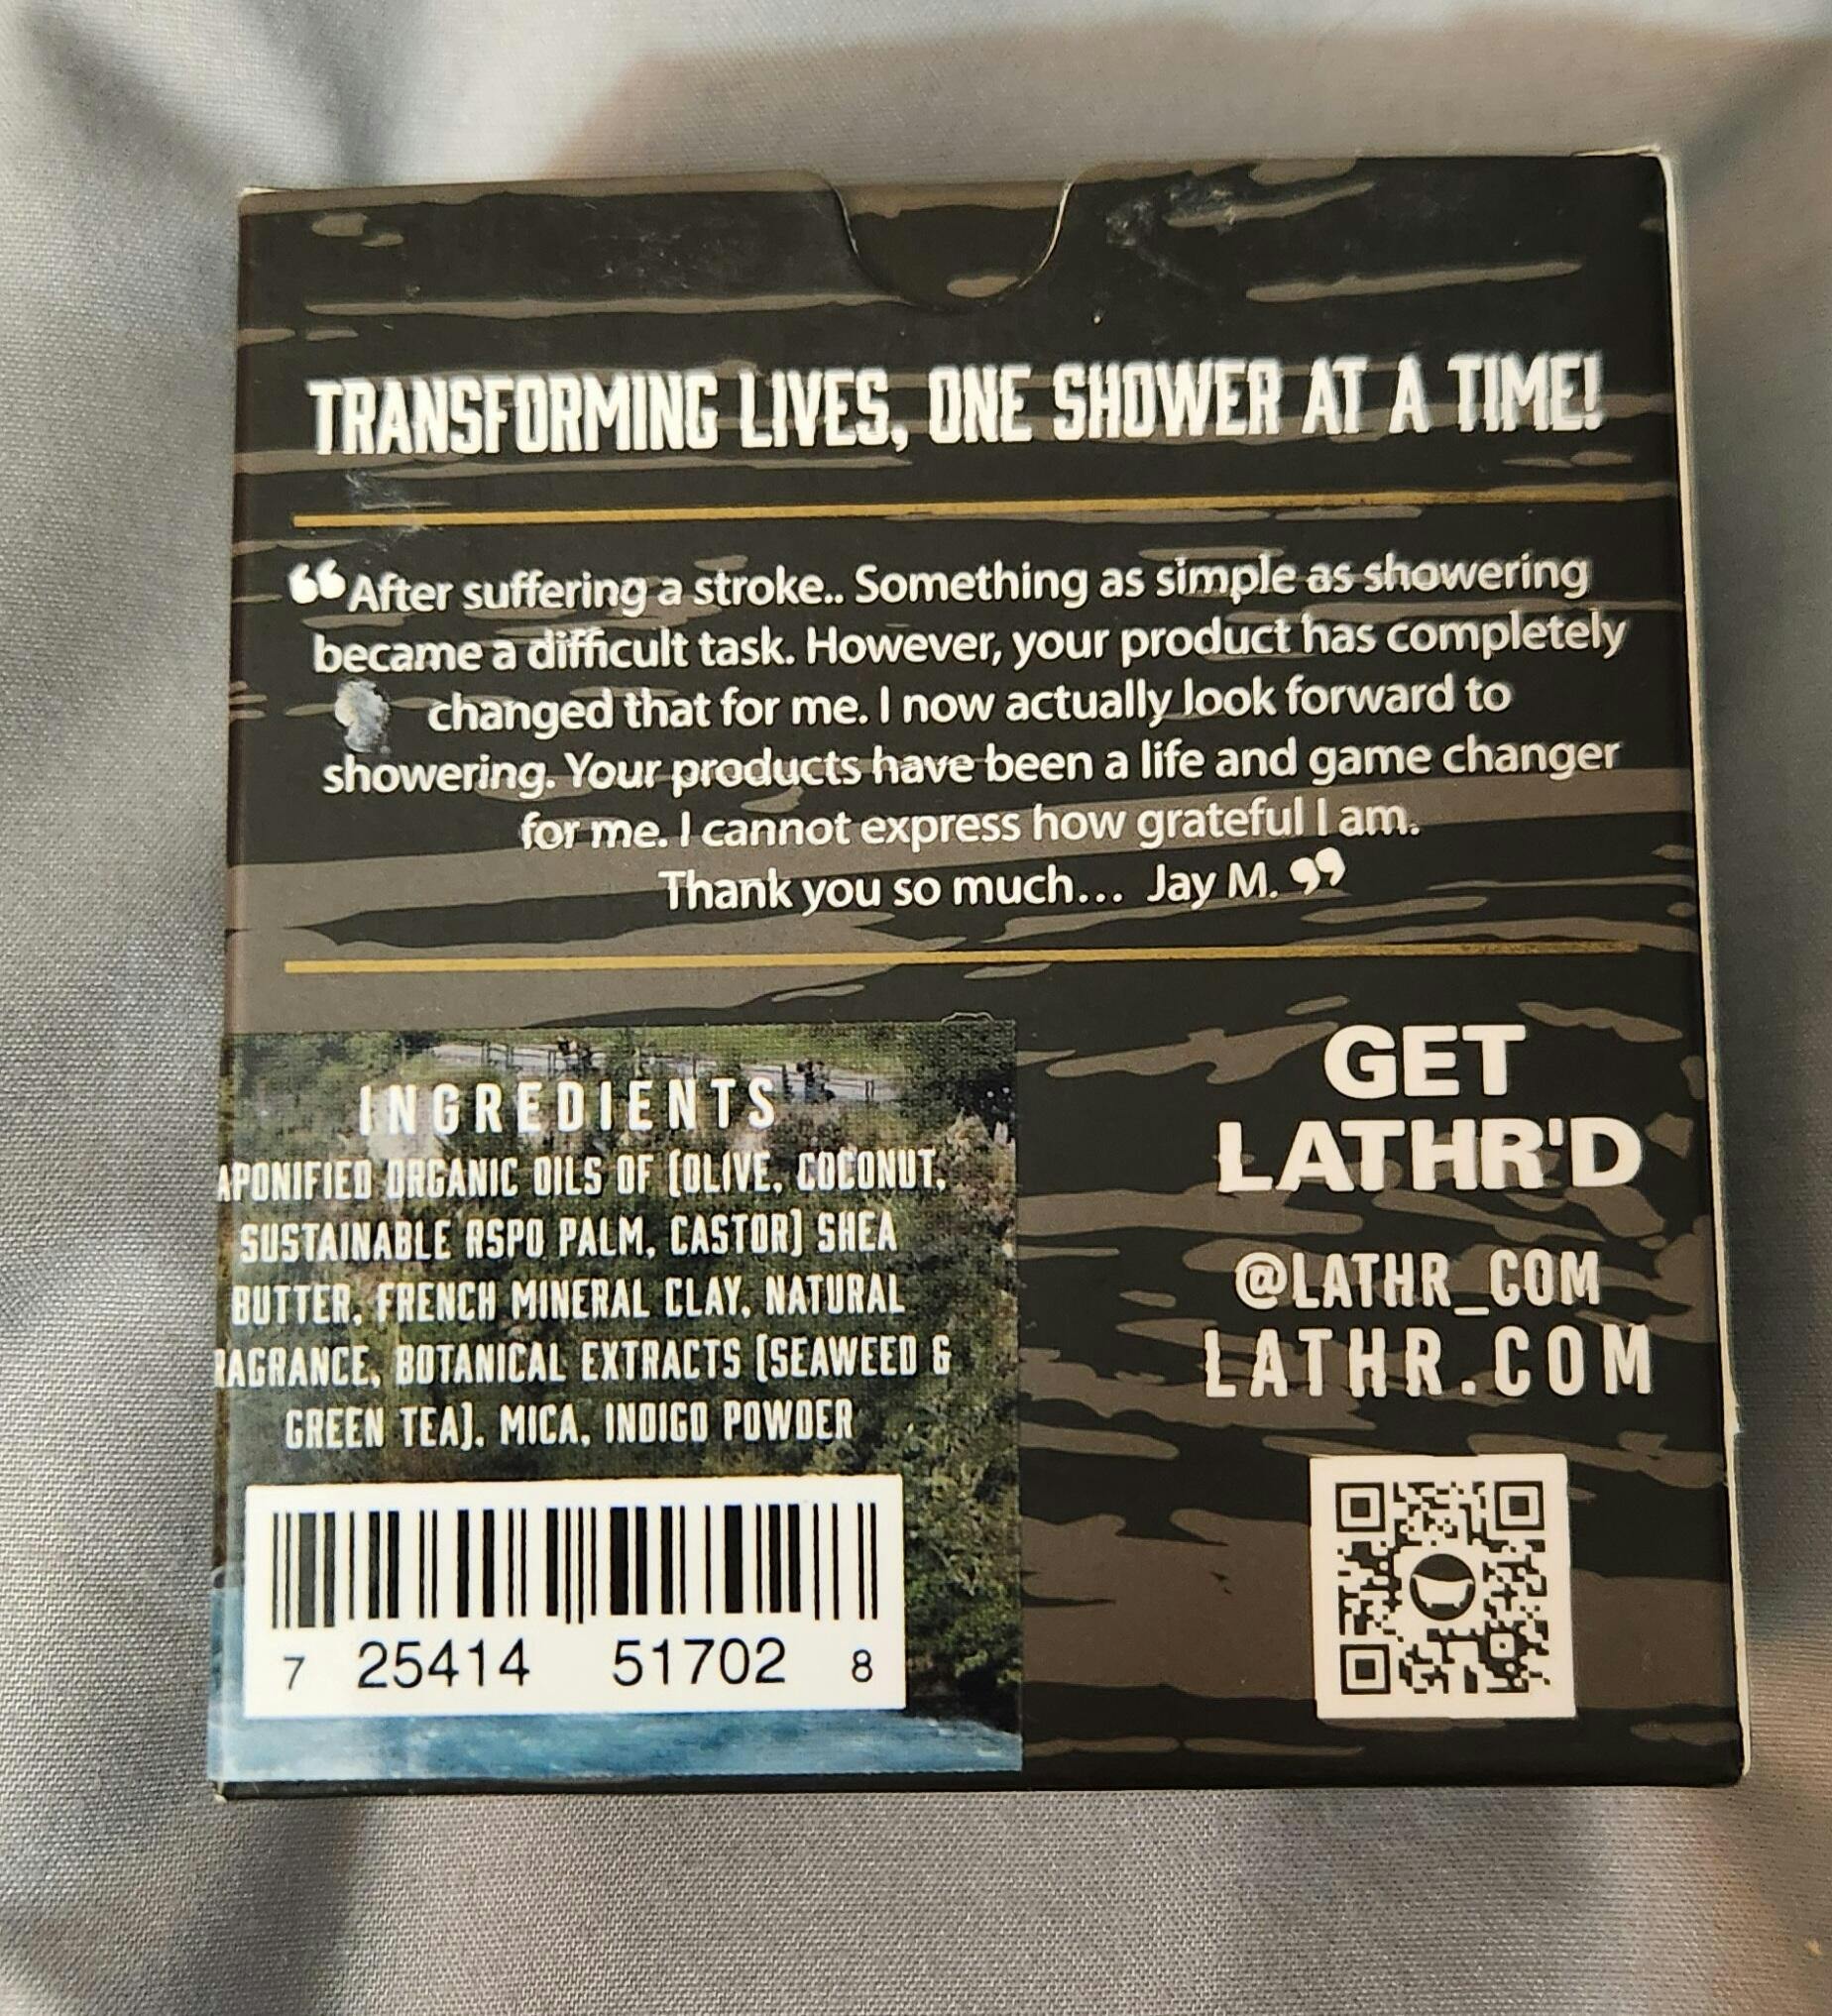 TRANSFORMING LIVES, ONE SHOWER AT A TIME!
“After suffering a stroke.. Something as simple as showering
became a difficult task. However, your product has completely
changed that for me. I now actually look forward to
showering. Your products have been a life and game changer
for me. I cannot express how grateful I am.
Thank you so much... Jay M.”
INGREDIENTS
APONIFIED ORGANIC OILS OF (OLIVE, COCONUT,
SUSTAINABLE RSPO PALM, CASTOR) SHEA
BUTTER, FRENCH MINERAL CLAY, NATURAL
RAGRANCE, BOTANICAL EXTRACTS (SEAWEED &
GREEN TEA), MICA, INDIGO POWDER
7 25414 51702 8
GET
LATHR'D
@LATHR_COM
LATHR.COM